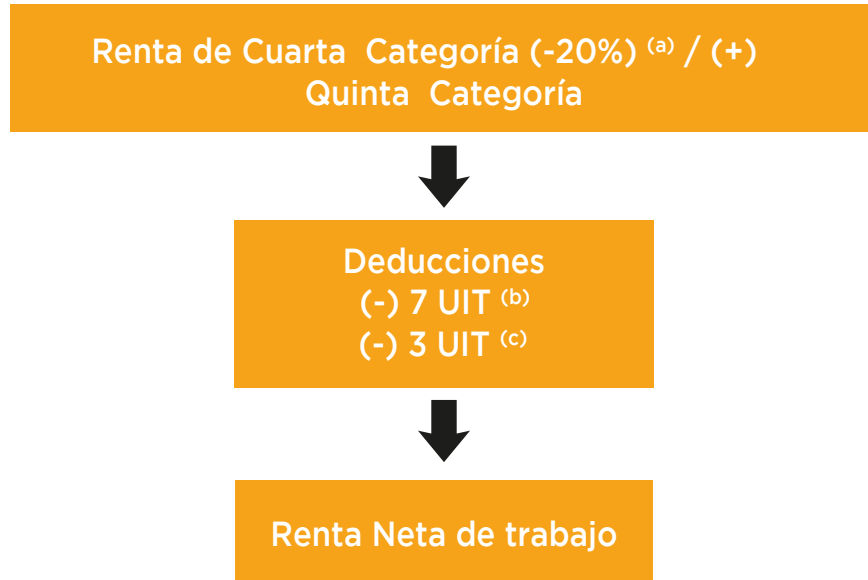 Renta de Cuarta Categoría (-20%) (a) / (+)
Quinta Categoría
Deducciones
(-) 7 UIT (b)
(-) 3 UIT (c)
Renta Neta de trabajo